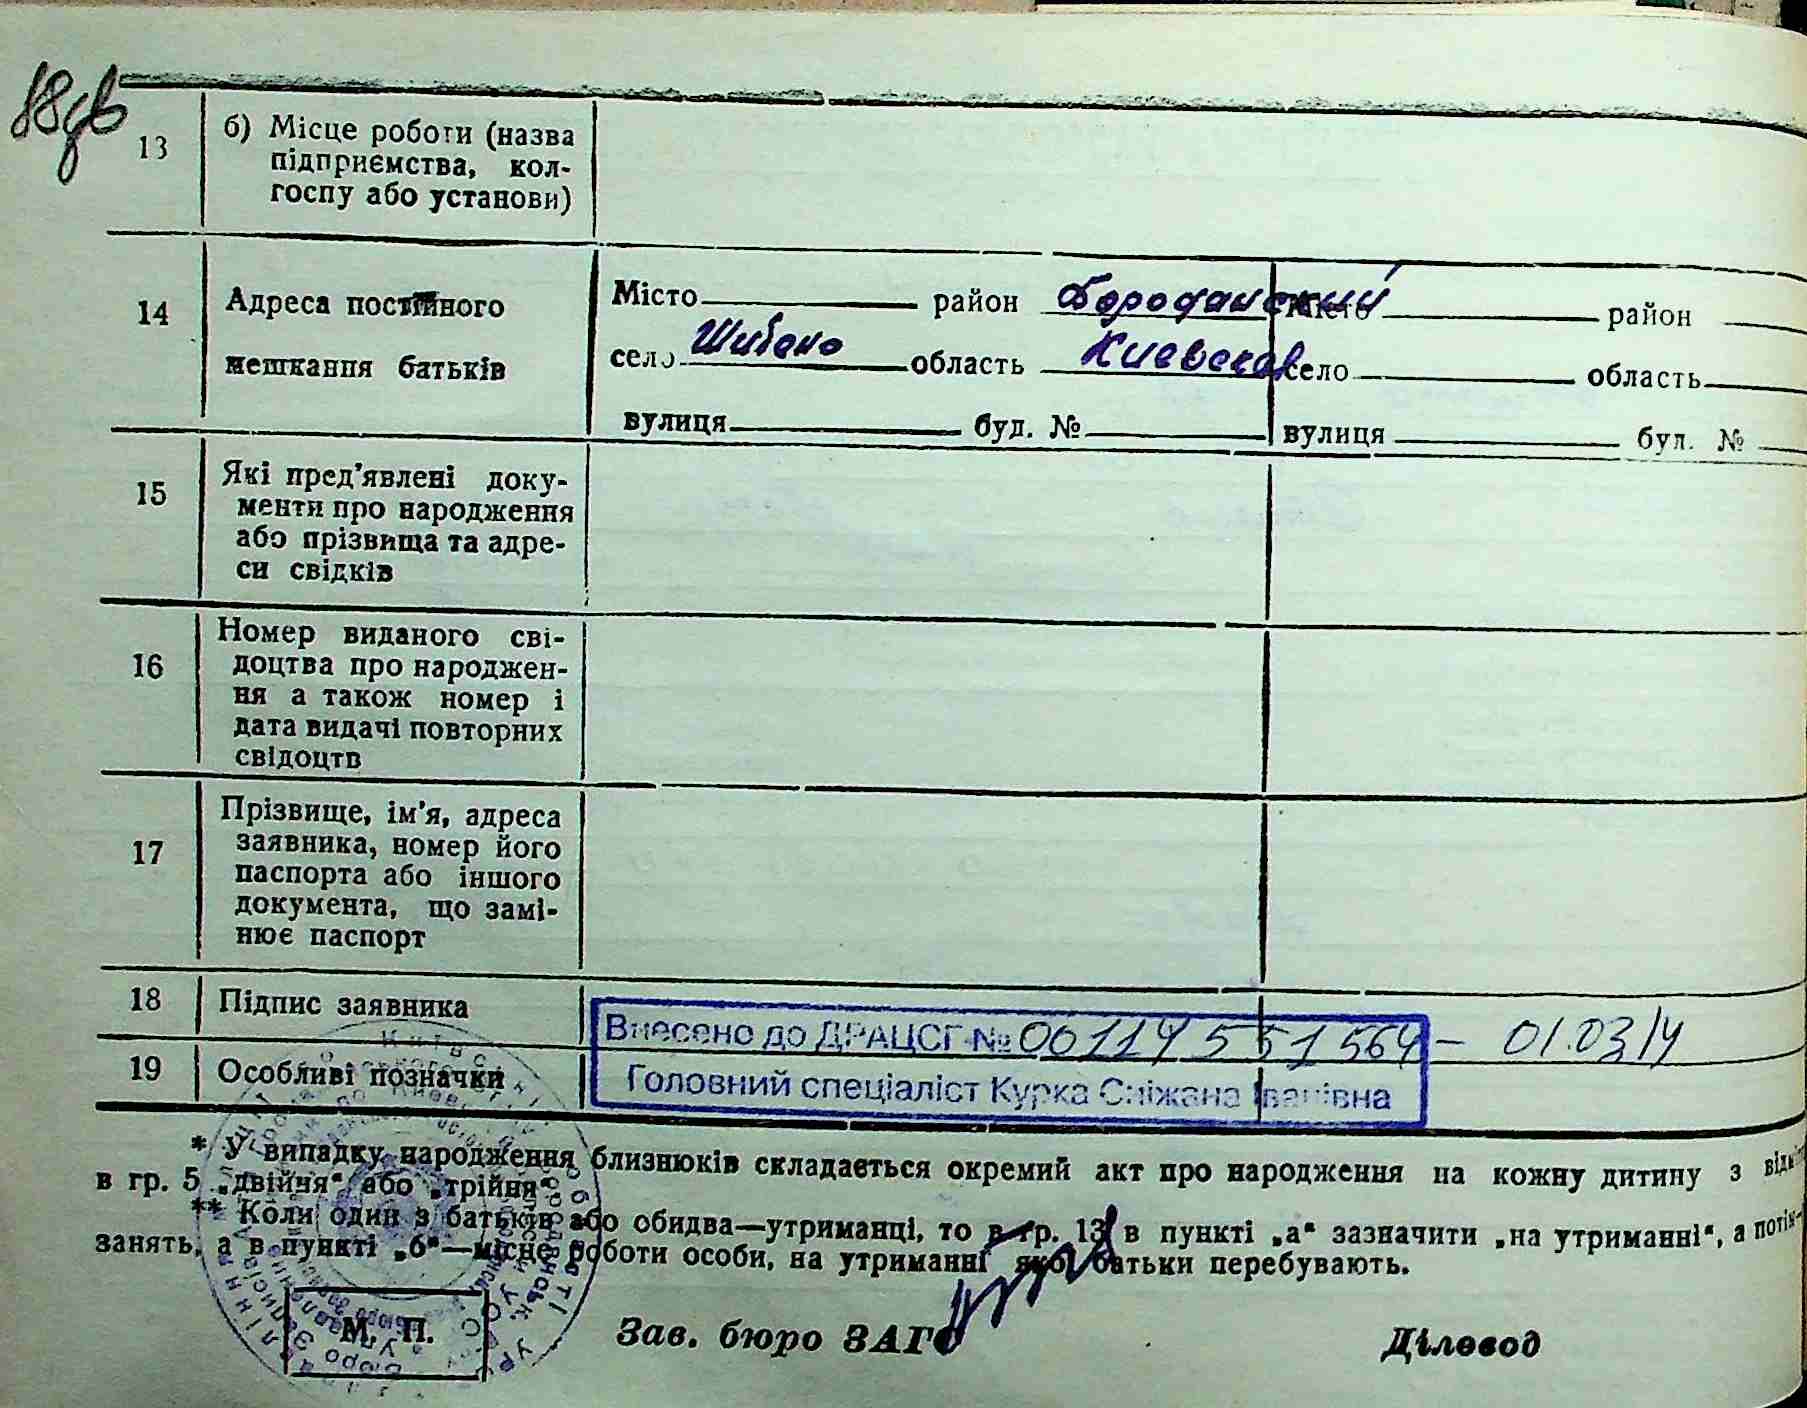 18дв
13 б) Місце роботи (назва
підприємства, кол-
госпу або установи)
14 Адреса постійного
мешкання батьків
Місто район Бородянский
село Шибено область Киевская
вулиця буд. №
Місто район
село область
вулиця буд. №
15 Які пред'явлені доку-
менти про народження
або прізвища та адре-
си свідків
16 Номер виданого сві-
доцтва про народжен-
ня а також номер і
дата видачі повторних
свідоцтв
17 Прізвище, ім'я, адреса
заявника, номер його
паспорта або іншого
документа, що замі-
нює паспорт
18 Підпис заявника
Внесено до ДРАЦСГ № 00114551564 - 01.03.14
19 Особливі позначки
Головний спеціаліст Курка Сніжана Іванівна
* У випадку народження близнюків складається окремий акт про народження на кожну дитину з
в гр. 5 „двійня“ або „трійня“.
** Коли один з батьків або обидва—утриманці, то в гр. 13 в пункті „а“ зазначити „на утриманні“, а потім—
занять, а в пункті „б“—місце роботи особи, на утриманні якої батьки перебувають.
М. П.
Зав. бюро ЗАГС
Діловод